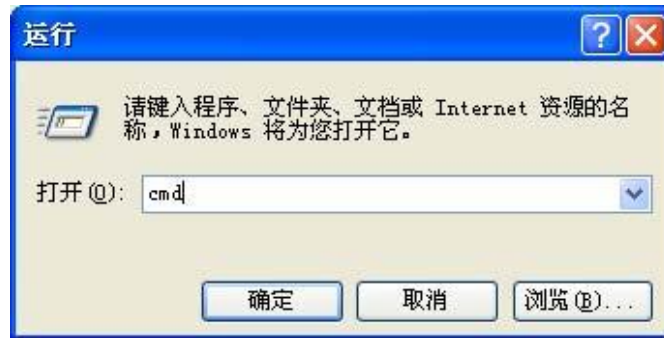 运行
请键入程序、文件夹、文档或 Internet 资源的名
称,Windows 将为您打开它。
打开(O): cmd
确定 取消 浏览(B)...